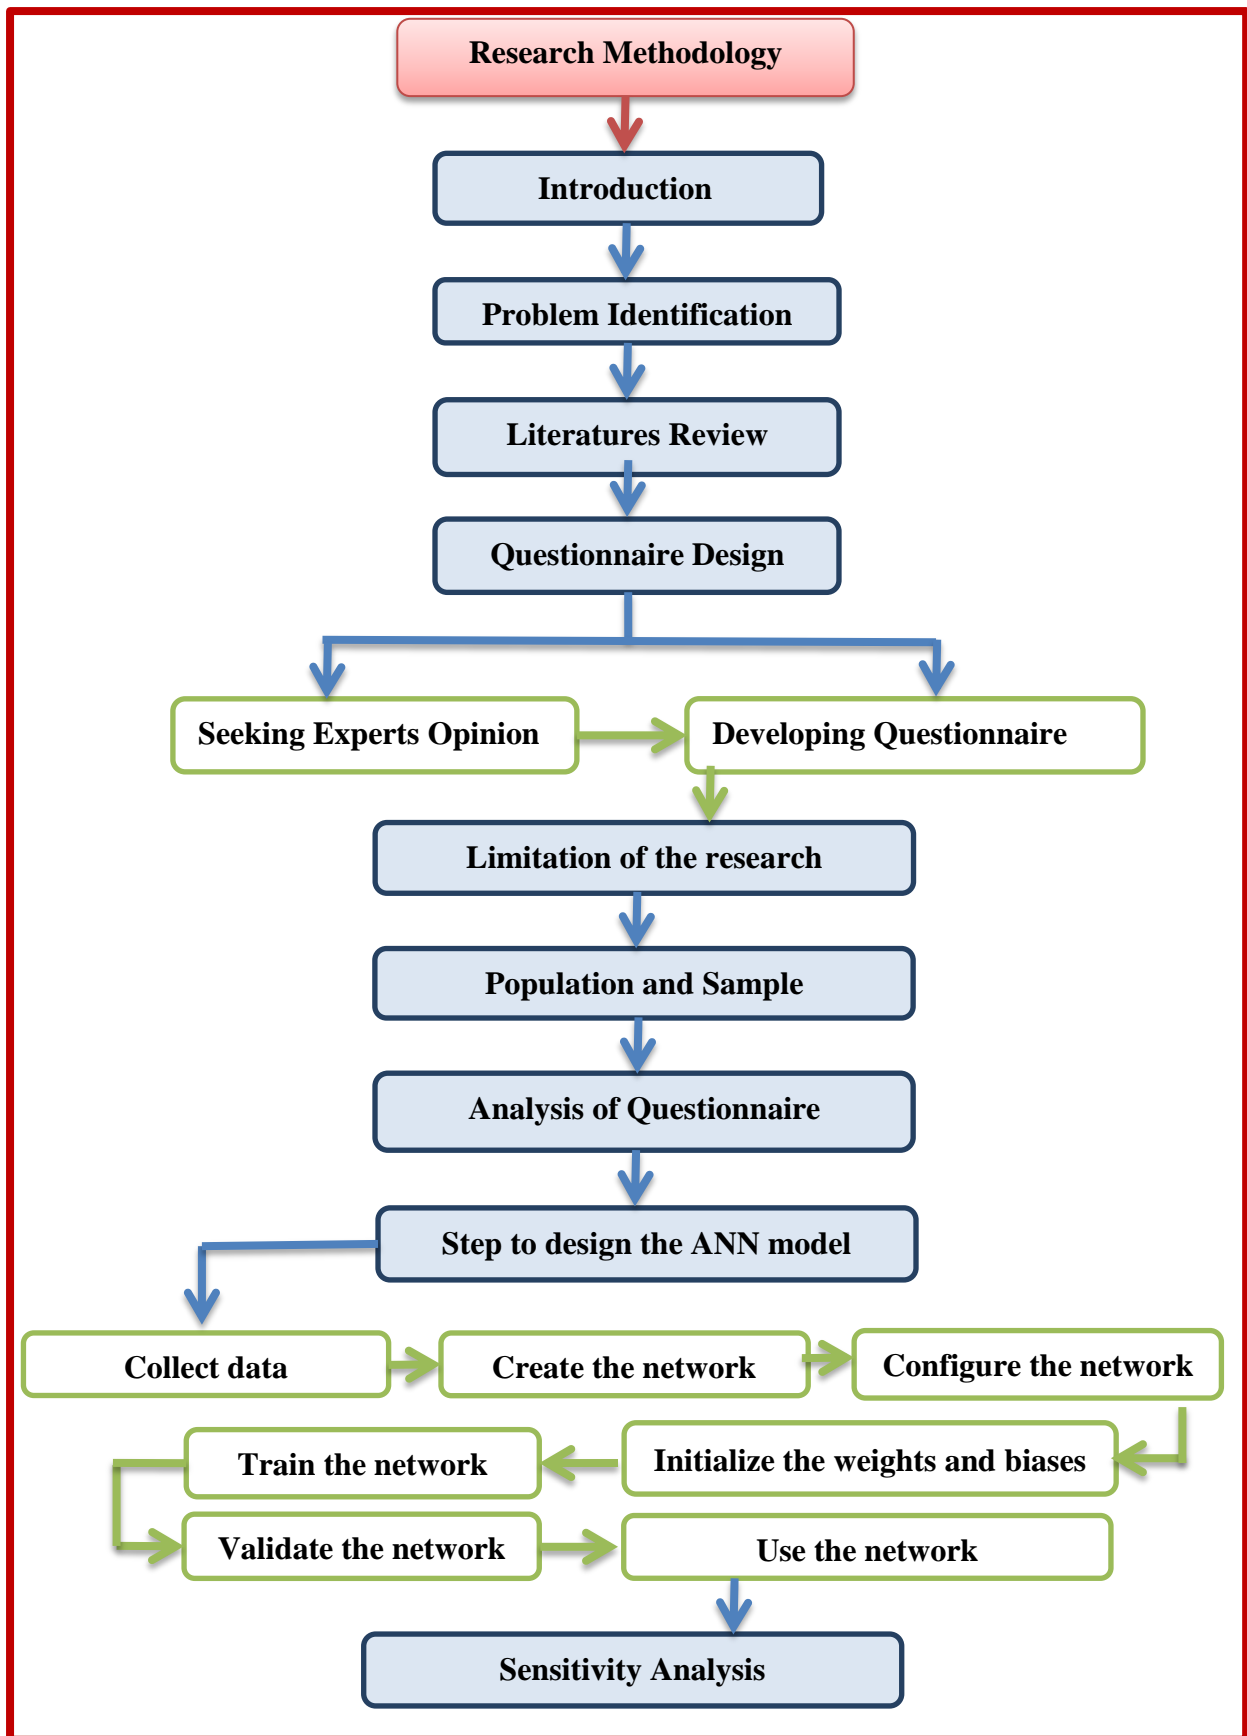 Research Methodology
Introduction
Problem Identification
Literatures Review
Questionnaire Design
Seeking Experts Opinion
Developing Questionnaire
Limitation of the research
Population and Sample
Analysis of Questionnaire
Step to design the ANN model
Collect data
Create the network
Configure the network
Initialize the weights and biases
Train the network
Validate the network
Use the network
Sensitivity Analysis